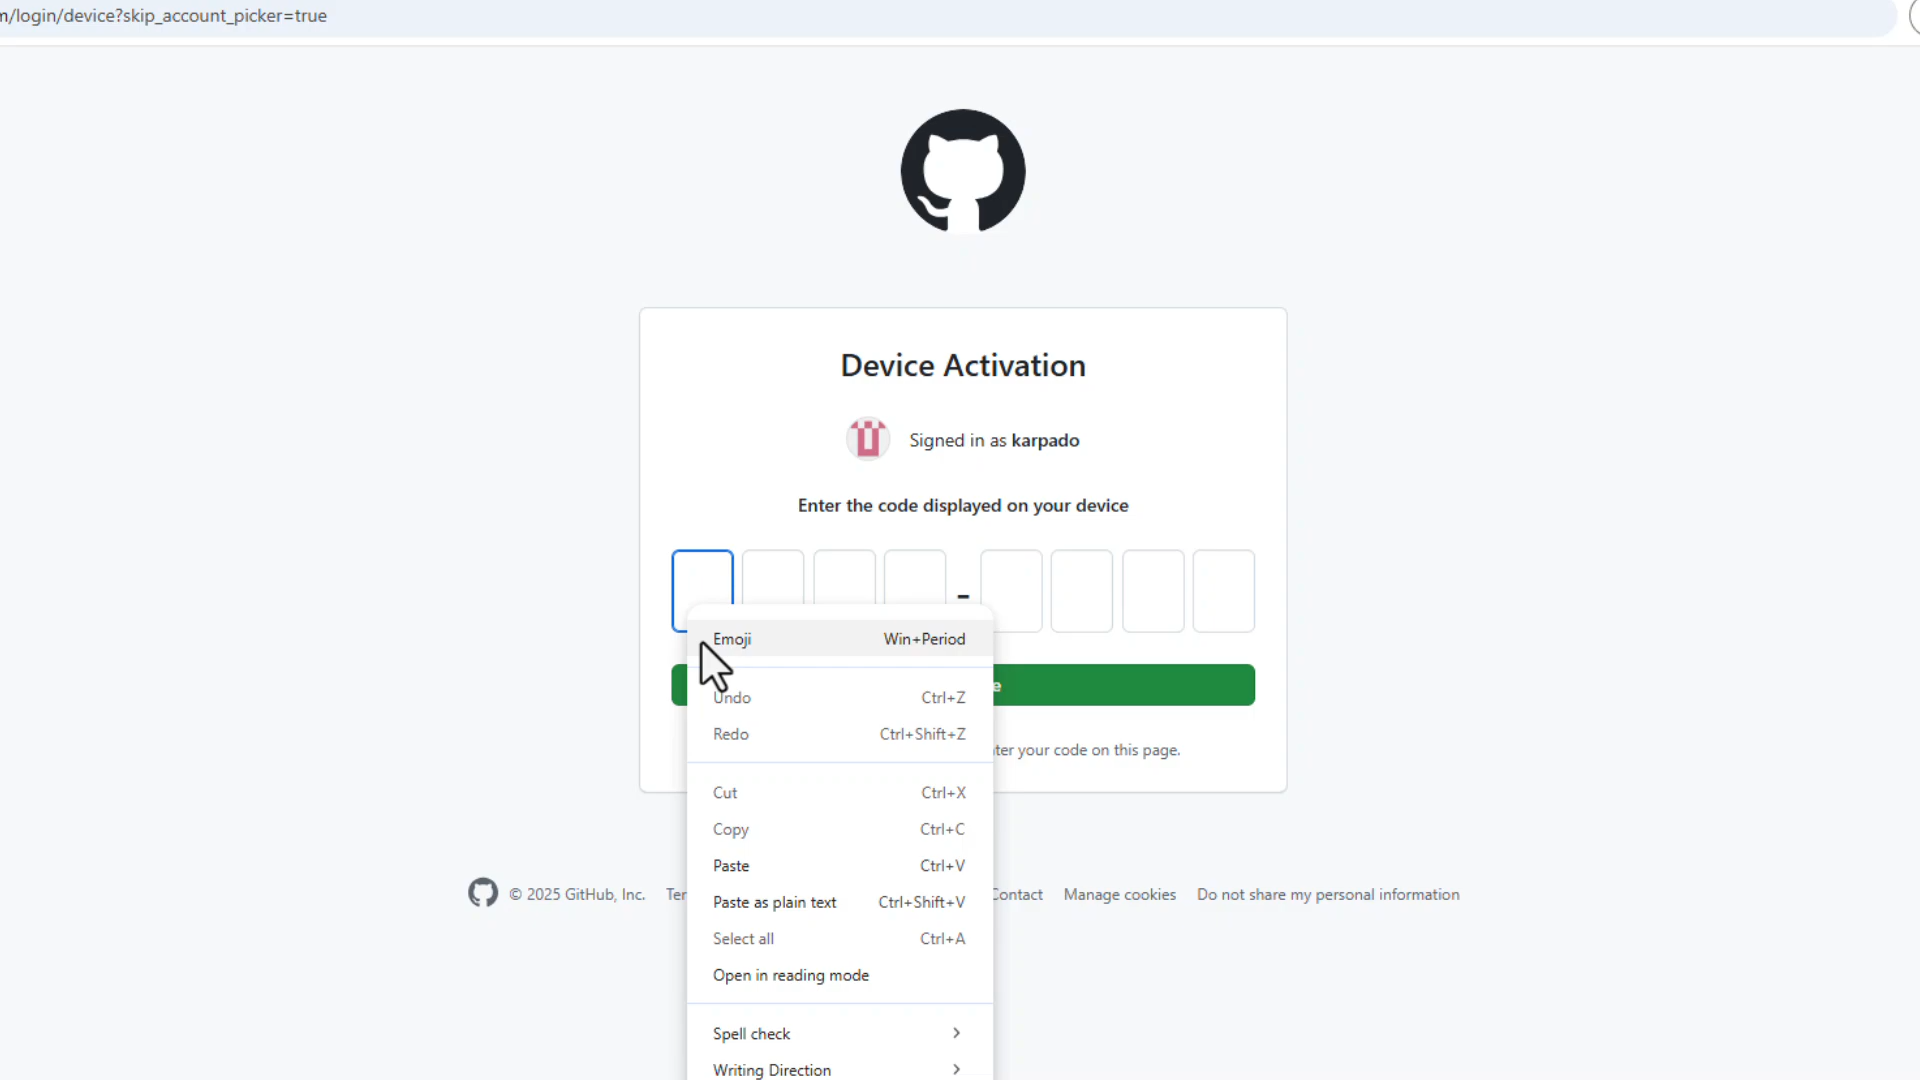 m/login/device?skip_account_picker=true
Device Activation
Signed in as karpado
Enter the code displayed on your device
-
Emoji Win+Period
Undo Ctrl+Z
Redo Ctrl+Shift+Z
your code on this page.
Cut Ctrl+X
Copy Ctrl+C
Paste Ctrl+V
© 2025 GitHub, Inc. Contact Manage cookies Do not share my personal information
Paste as plain text Ctrl+Shift+V
Select all Ctrl+A
Open in reading mode
Spell check
Writing Direction